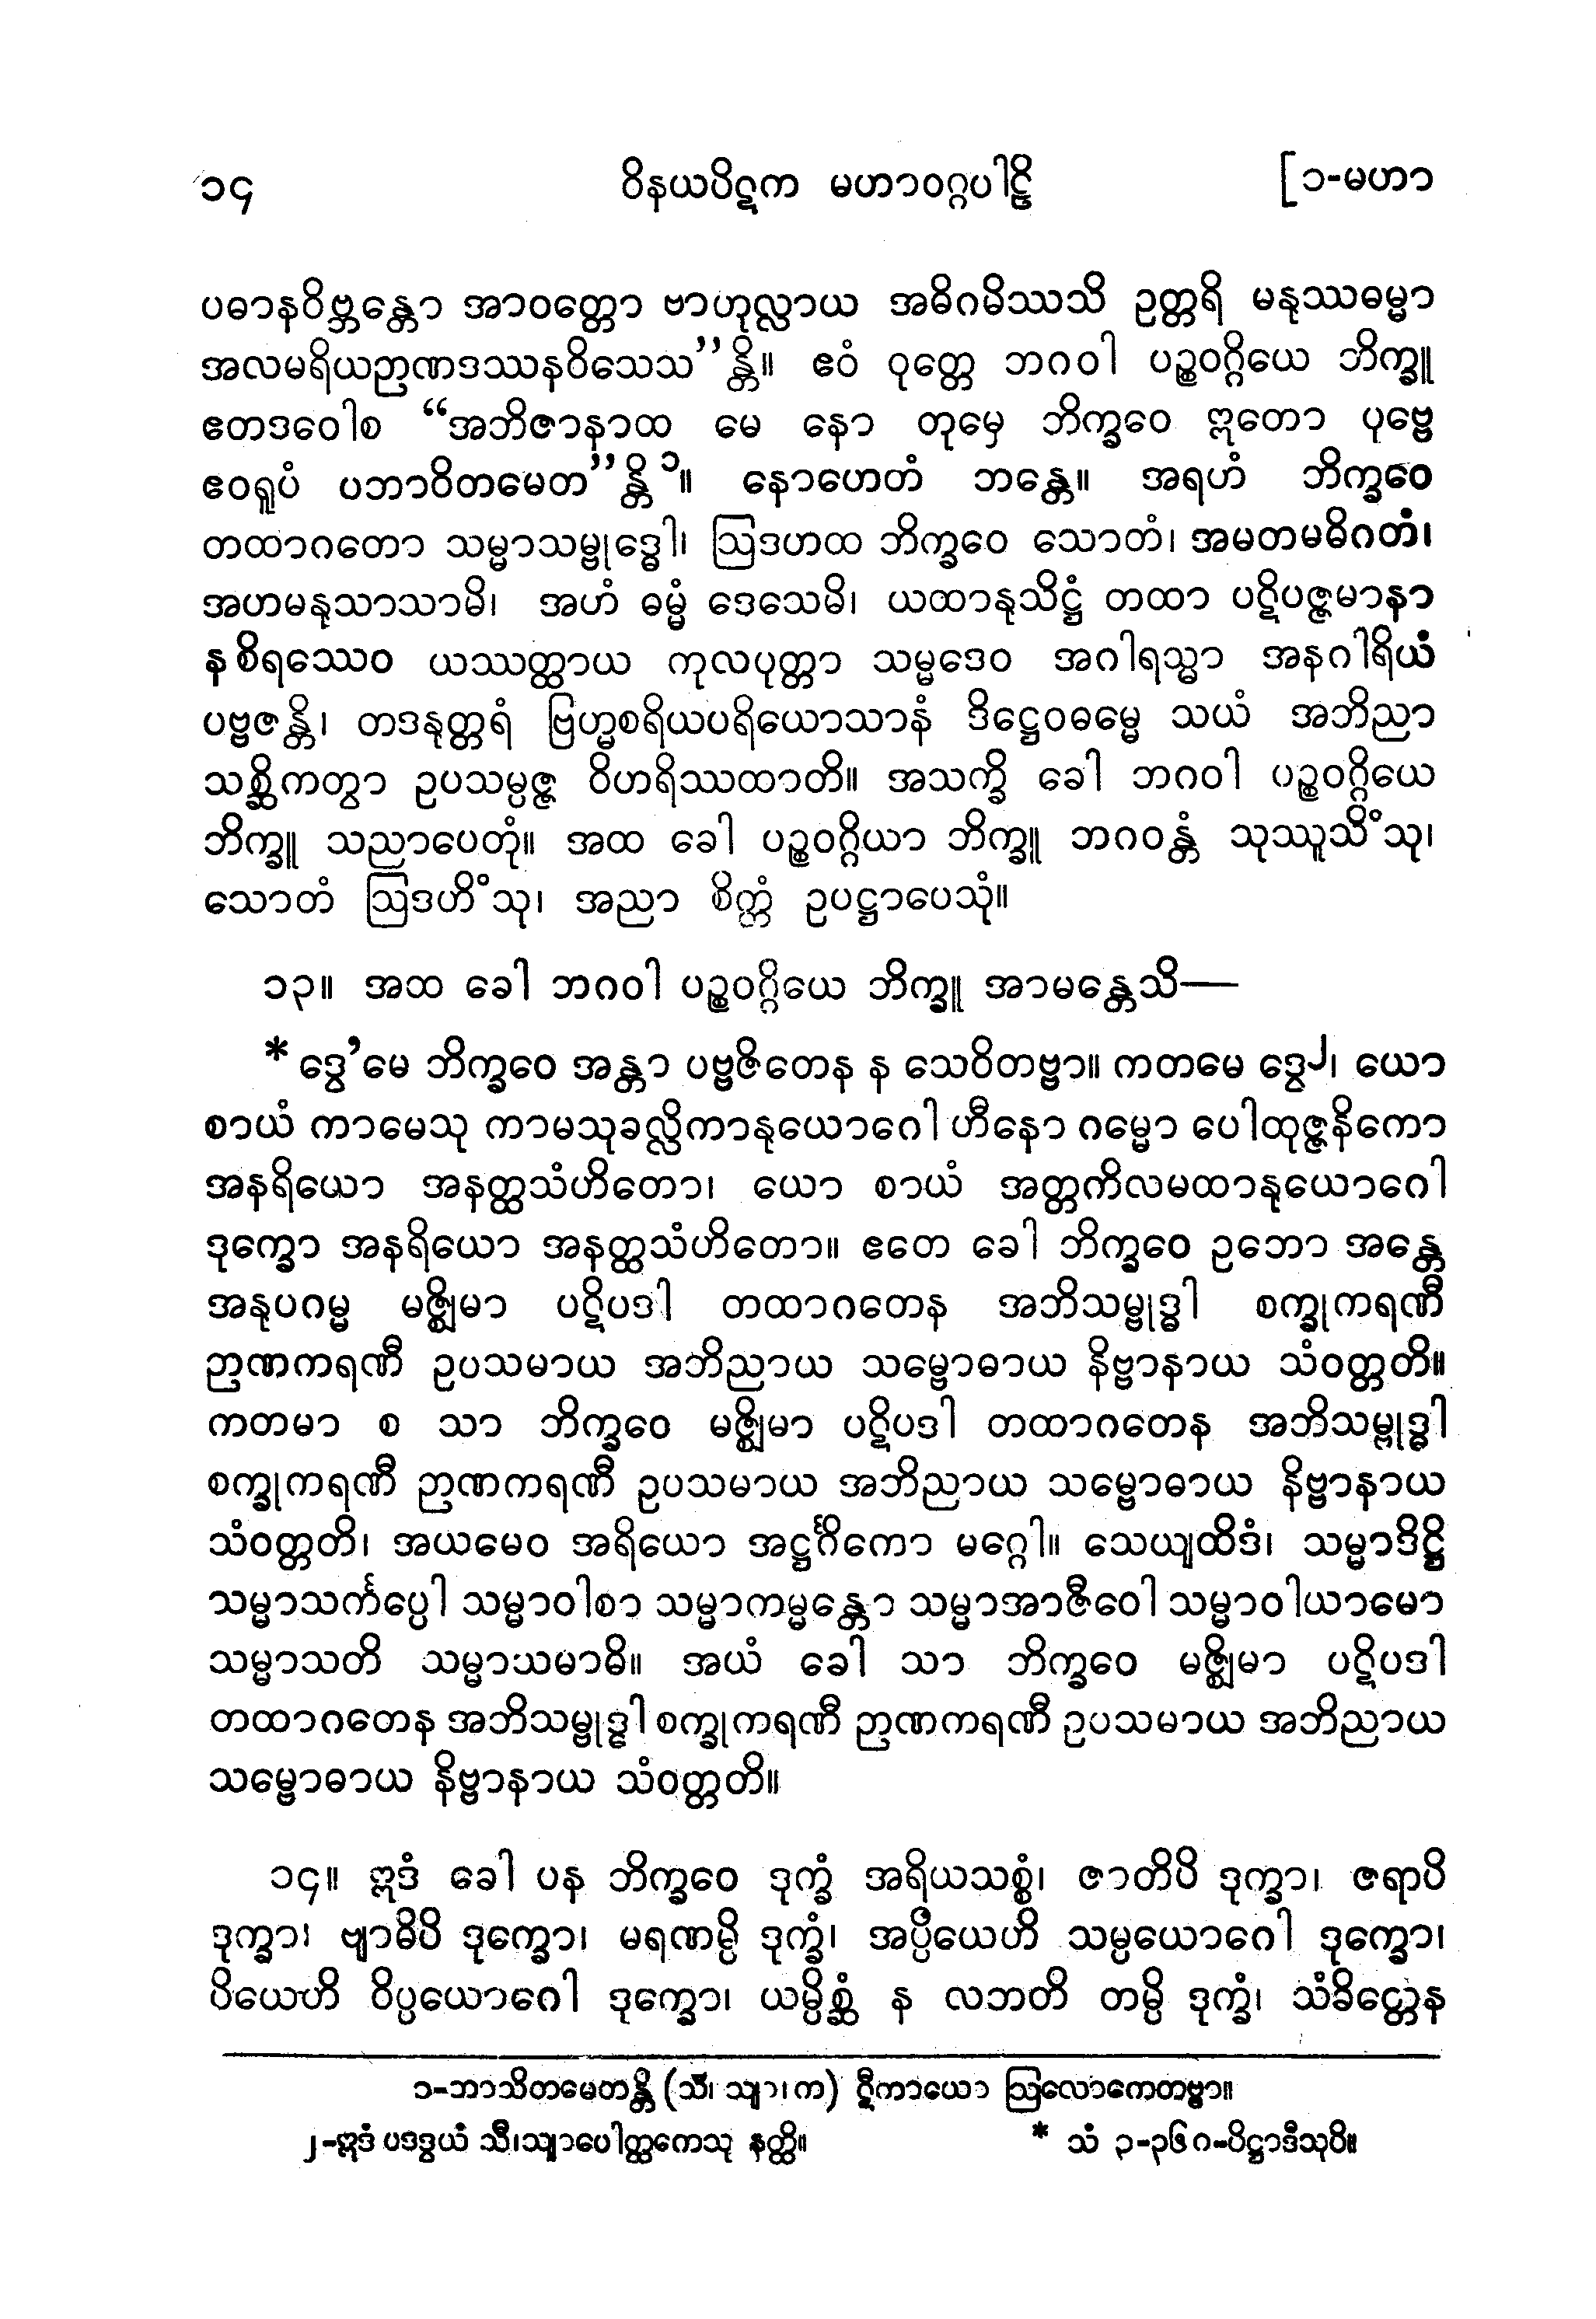 ၁၄ ဝိနယပိဋက မဟာဝဂ္ဂပါဠိ [၁-မဟာ
ပဓာနဝိဗ္ဘန္တော အာဝတ္တော ဗာဟုလ္လာယ အဓိဂမိဿသိ ဥတ္တရိ မနုဿဓမ္မာ
အလမရိယဉာဏဒဿနဝိသေသ”န္တိ။ ဧဝံ ဝုတ္တေ ဘဂဝါ ပဉ္စဝဂ္ဂိယေ ဘိက္ခူ
ဧတဒဝေါစ “အဘိဇာနာထ မေ နော တုမှေ ဘိက္ခဝေ ဣတော ပုဗ္ဗေ
ဧဝရူပံ ပဘာဝိတမေတ”န္တိ၁။ နောဟေတံ ဘန္တေ။ အရဟံ ဘိက္ခဝေ
တထာဂတော သမ္မာသမ္ဗုဒ္ဓေါ၊ ဩဒဟထ ဘိက္ခဝေ သောတံ၊ အမတမဓိဂတံ၊
အဟမနုသာသာမိ၊ အဟံ ဓမ္မံ ဒေသေမိ၊ ယထာနုသိဋ္ဌံ တထာ ပဋိပဇ္ဇမာနာ
န စိရဿေဝ ယဿတ္ထာယ ကုလပုတ္တာ သမ္မဒေဝ အဂါရသ္မာ အနဂါရိယံ
ပဗ္ဗဇန္တိ၊ တဒနုတ္တရံ ဗြဟ္မစရိယပရိယောသာနံ ဒိဋ္ဌေဝဓမ္မေ သယံ အဘိညာ
သစ္ဆိကတွာ ဥပသမ္ပဇ္ဇ ဝိဟရိဿထာတိ။ အသက္ခိ ခေါ ဘဂဝါ ပဉ္စဝဂ္ဂိယေ
ဘိက္ခူ သညာပေတုံ။ အထ ခေါ ပဉ္စဝဂ္ဂိယာ ဘိက္ခူ ဘဂဝန္တံ သုဿူသိံသု၊
သောတံ ဩဒဟိံသု၊ အညာ စိတ္တံ ဥပဋ္ဌာပေသုံ။
၁၃။ အထ ခေါ ဘဂဝါ ပဉ္စဝဂ္ဂိယေ ဘိက္ခူ အာမန္တေသိ—
* ဒွေ’မေ ဘိက္ခဝေ အန္တာ ပဗ္ဗဇိတေန န သေဝိတဗ္ဗာ။ ကတမေ ဒွေ၂၊ ယော
စာယံ ကာမေသု ကာမသုခလ္လိကာနုယောဂေါ ဟီနော ဂမ္မော ပေါထုဇ္ဇနိကော
အနရိယော အနတ္ထသံဟိတော၊ ယော စာယံ အတ္တကိလမထာနုယောဂေါ
ဒုက္ခော အနရိယော အနတ္ထသံဟိတော။ ဧတေ ခေါ ဘိက္ခဝေ ဥဘော အန္တေ
အနုပဂမ္မ မဇ္ဈိမာ ပဋိပဒါ တထာဂတေန အဘိသမ္ဗုဒ္ဓါ စက္ခုကရဏီ
ဉာဏကရဏီ ဥပသမာယ အဘိညာယ သမ္ဗောဓာယ နိဗ္ဗာနာယ သံဝတ္တတိ။
ကတမာ စ သာ ဘိက္ခဝေ မဇ္ဈိမာ ပဋိပဒါ တထာဂတေန အဘိသမ္ဗုဒ္ဓါ
စက္ခုကရဏီ ဉာဏကရဏီ ဥပသမာယ အဘိညာယ သမ္ဗောဓာယ နိဗ္ဗာနာယ
သံဝတ္တတိ၊ အယမေဝ အရိယော အဋ္ဌင်္ဂိကော မဂ္ဂေါ။ သေယျထိဒံ၊ သမ္မာဒိဋ္ဌိ
သမ္မာသင်္ကပ္ပေါ သမ္မာဝါစာ သမ္မာကမ္မန္တော သမ္မာအာဇီဝေါ သမ္မာဝါယာမော
သမ္မာသတိ သမ္မာသမာဓိ။ အယံ ခေါ သာ ဘိက္ခဝေ မဇ္ဈိမာ ပဋိပဒါ
တထာဂတေန အဘိသမ္ဗုဒ္ဓါ စက္ခုကရဏီ ဉာဏကရဏီ ဥပသမာယ အဘိညာယ
သမ္ဗောဓာယ နိဗ္ဗာနာယ သံဝတ္တတိ။
၁၄။ ဣဒံ ခေါ ပန ဘိက္ခဝေ ဒုက္ခံ အရိယသစ္စံ၊ ဇာတိပိ ဒုက္ခာ၊ ဇရာပိ
ဒုက္ခာ၊ ဗျာဓိပိ ဒုက္ခော၊ မရဏမ္ပိ ဒုက္ခံ၊ အပ္ပိယေဟိ သမ္ပယောဂေါ ဒုက္ခော၊
ပိယေဟိ ဝိပ္ပယောဂေါ ဒုက္ခော၊ ယမ္ပိစ္ဆံ န လဘတိ တမ္ပိ ဒုက္ခံ၊ သံခိတ္တေန
၁-ဘာသိတမေတန္တိ (သီ၊ သျာ၊က) ဋီကာယော ဩလောကေတဗ္ဗာ။
၂-ဣဒံ ပဒဒွယံ သီ၊သျာပေါတ္ထကေသု နတ္ထိ။ * သံ ၃-၃၆၈-ပိဋ္ဌာဒီသုပိ။